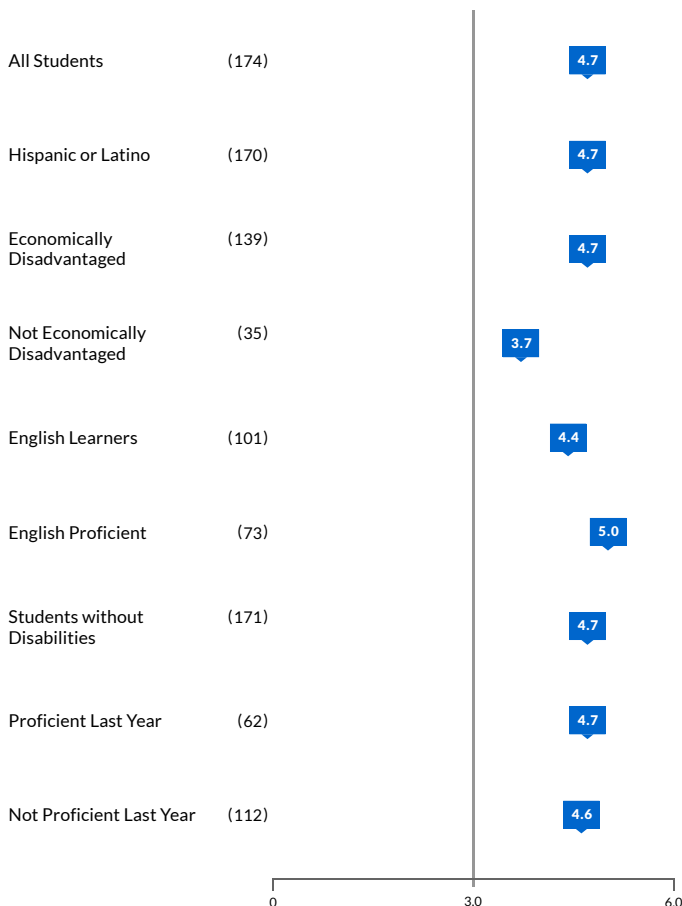 All Students (174) 4.7
Hispanic or Latino (170) 4.7
Economically (139) 4.7
Disadvantaged
Not Economically (35) 3.7
Disadvantaged
English Learners (101) 4.4
English Proficient (73) 5.0
Students without (171) 4.7
Disabilities
Proficient Last Year (62) 4.7
Not Proficient Last Year (112) 4.6
0 3.0 6.0